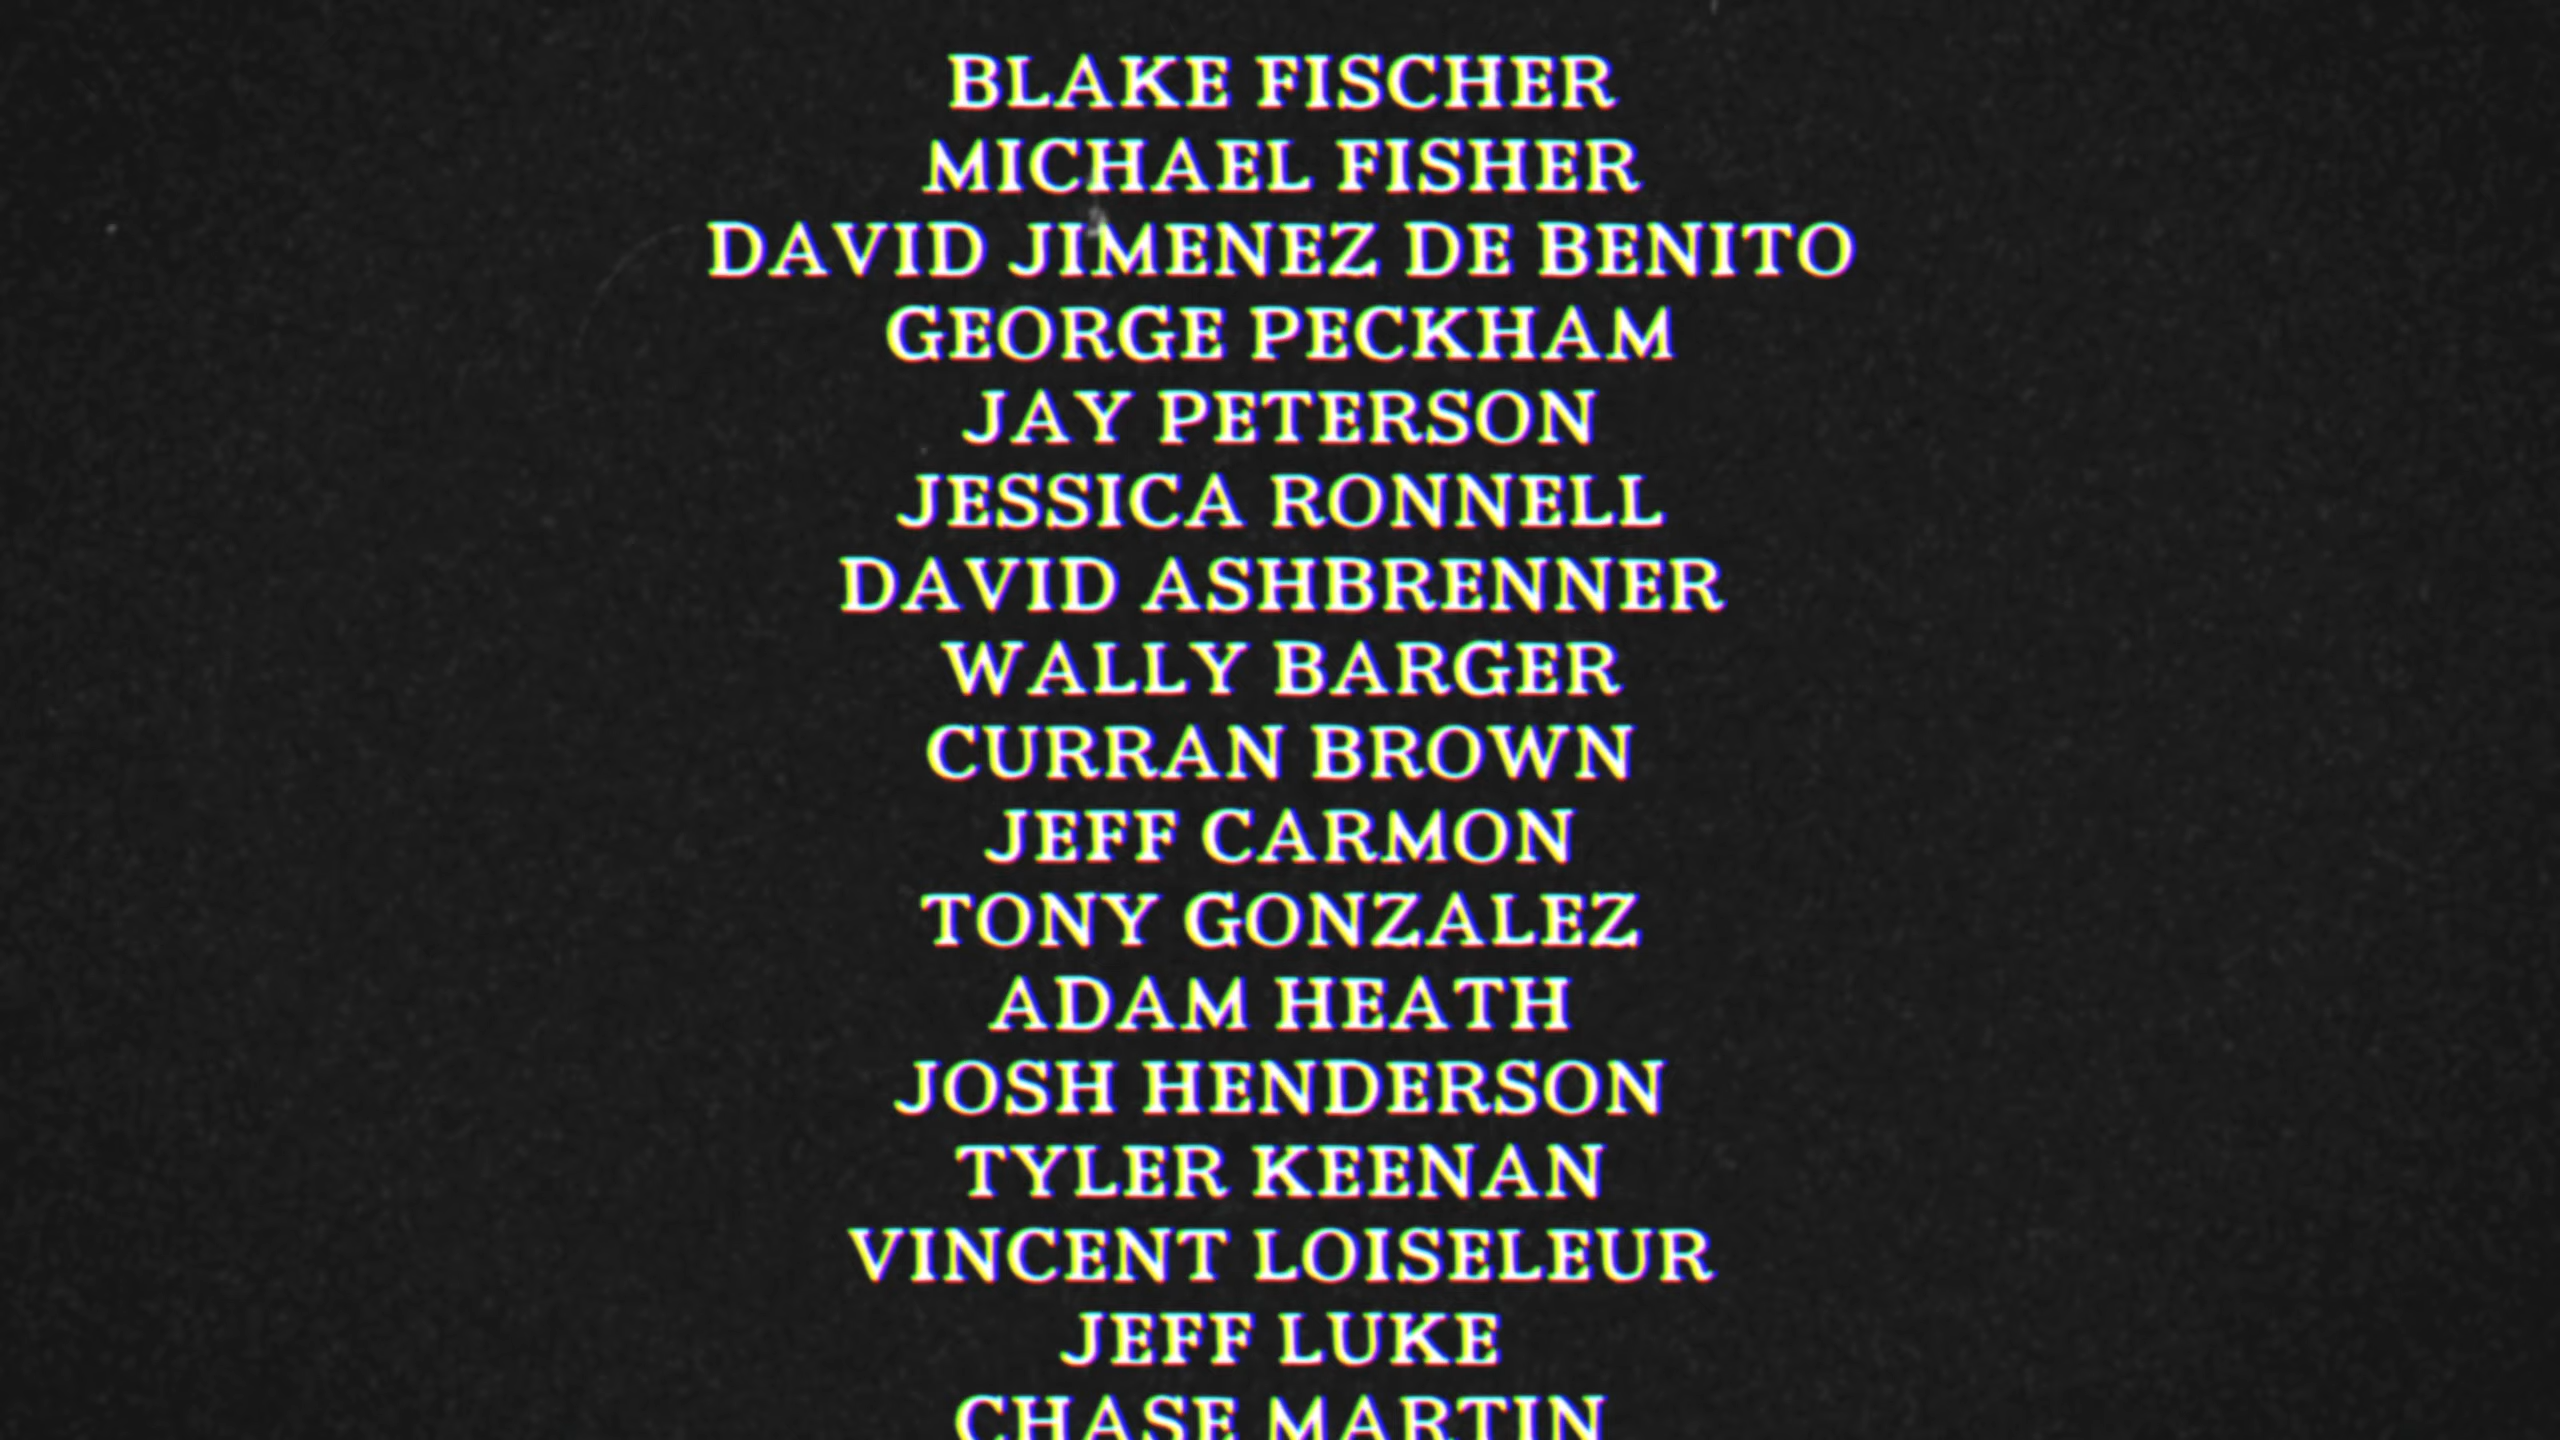 BLAKE FISCHER
MICHAEL FISHER
DAVID JIMENEZ DE BENITO
GEORGE PECKHAM
JAY PETERSON
JESSICA RONNELL
DAVID ASHBRENNER
WALLY BARGER
CURRAN BROWN
JEFF CARMON
TONY GONZALEZ
ADAM HEATH
JOSH HENDERSON
TYLER KEENAN
VINCENT LOISELEUR
JEFF LUKE
CHASE MARTIN